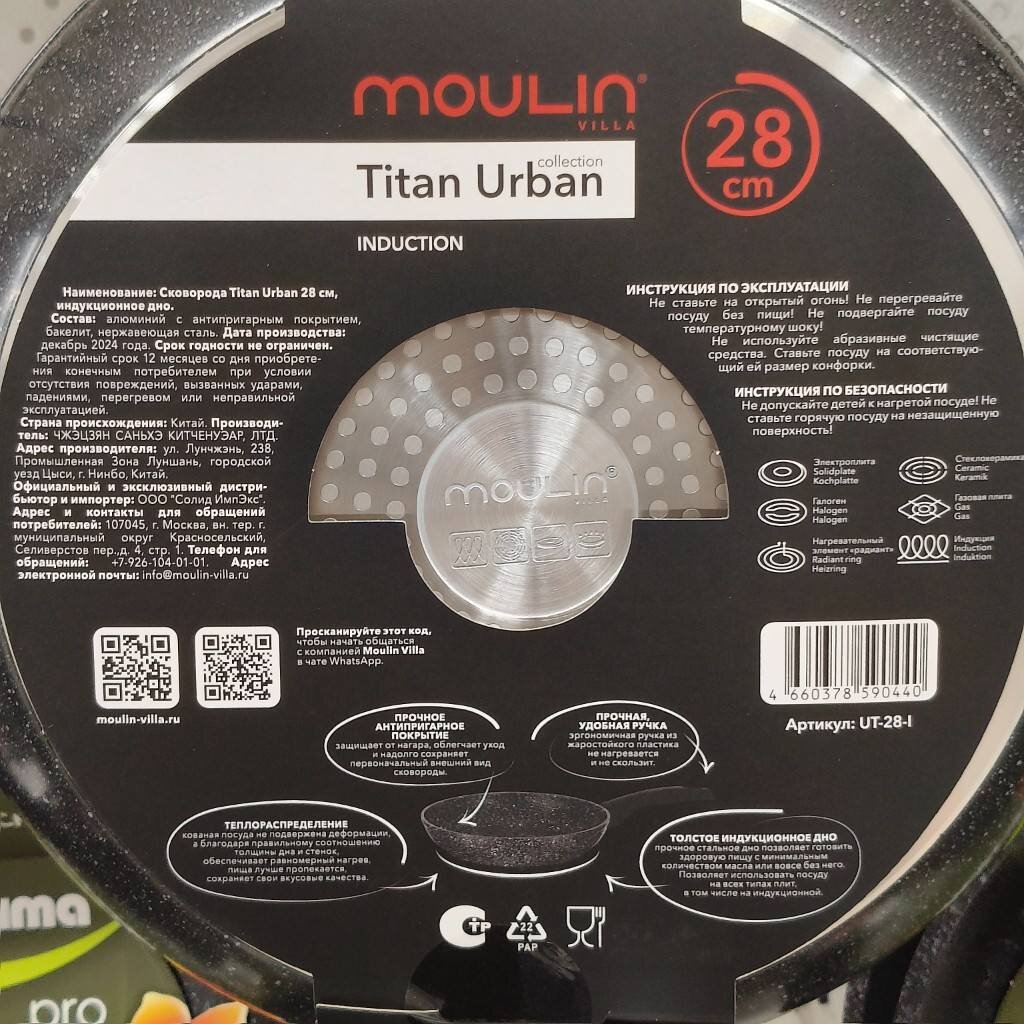 MOULIN®
VILLA
28
cm
collection
Titan Urban
INDUCTION
Наименование: Сковорода Titan Urban 28 см,
индукционное дно.
Состав: алюминий с антипригарным покрытием,
бакелит, нержавеющая сталь. Дата производства:
декабрь 2024 года. Срок годности не ограничен.
Гарантийный срок 12 месяцев со дня приобрете-
ния конечным потребителем при условии
отсутствия повреждений, вызванных ударами,
падениями, перегревом или неправильной
эксплуатацией.
Страна происхождения: Китай. Производи-
тель: ЧЖЭЦЗЯН САНЬХЭ КИТЧЕНУЭАР, ЛТД.
Адрес производителя: ул. Лунчжэнь, 238,
Промышленная Зона Луншань, городской
уезд Цыси, г. Нинбо, Китай.
Официальный и эксклюзивный дистри-
бьютор и импортер: ООО "Солид ИмпЭкс".
Адрес и контакты для обращений
потребителей: 107045, г. Москва, вн. тер. г.
муниципальный округ Красносельский,
Селиверстов пер.,д. 4, стр. 1. Телефон для
обращений: +7-926-104-01-01. Адрес
электронной почты: info@moulin-villa.ru
ИНСТРУКЦИЯ ПО ЭКСПЛУАТАЦИИ
Не ставьте на открытый огонь! Не перегревайте
посуду без пищи! Не подвергайте посуду
температурному шоку!
Не используйте абразивные чистящие
средства. Ставьте посуду на соответствую-
щий ей размер конфорки.
ИНСТРУКЦИЯ ПО БЕЗОПАСНОСТИ
Не допускайте детей к нагретой посуде! Не
ставьте горячую посуду на незащищенную
поверхность!
Электроплита
Solidplate
Kochplatte
Стеклокерамика
Ceramic
Keramik
Галоген
Halogen
Halogen
Газовая плита
Gas
Gas
Нагревательный
элемент «радиант»
Radiant ring
Heizring
Индукция
Induction
Induktion
MOULIN®
VILLA
moulin-villa.ru
Просканируйте этот код,
чтобы начать общаться
с компанией Moulin Villa
в чате WhatsApp.
4 660378 590440
Артикул: UT-28-I
ПРОЧНОЕ
АНТИПРИГАРНОЕ
ПОКРЫТИЕ
защищает от нагара, облегчает уход
и надолго сохраняет
первоначальный внешний вид
сковороды.
ПРОЧНАЯ,
УДОБНАЯ РУЧКА
эргономичная ручка из
жаростойкого пластика
не нагревается
и не скользит.
ТЕПЛОРАСПРЕДЕЛЕНИЕ
кованая посуда не подвержена деформации,
а благодаря правильному соотношению
толщины дна и стенок,
обеспечивает равномерный нагрев,
пища лучше пропекается,
сохраняет свои вкусовые качества.
ТОЛСТОЕ ИНДУКЦИОННОЕ ДНО
прочное стальное дно позволяет готовить
здоровую пищу с минимальным
количеством масла или вовсе без него.
Позволяет использовать посуду
на всех типах плит,
в том числе на индукционной.
СТР
22
PAP
pro